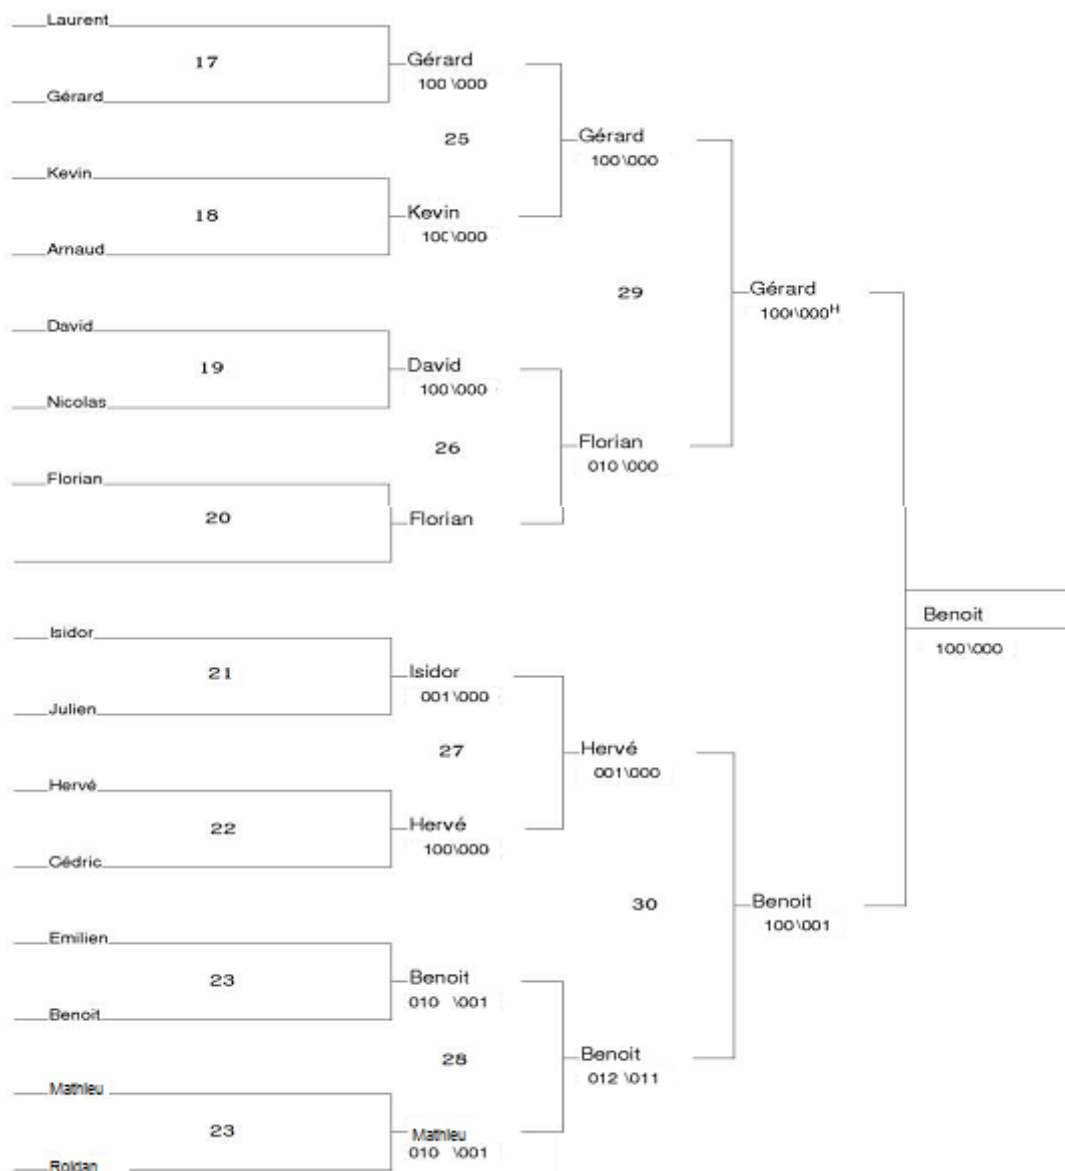 Laurent
17
Gérard
100\000
Gérard
25
Gérard
100\000
Kevin
18
Kevin
100\000
Arnaud
29
Gérard
100\000H
David
19
David
100\000
Nicolas
26
Florian
010\000
Florian
20
Florian
Benoit
100\000
Isidor
21
Isidor
001\000
Julien
27
Hervé
001\000
Hervé
22
Hervé
100\000
Cédric
30
Benoit
100\001
Emilien
23
Benoit
010 \001
Benoit
28
Benoit
012 \011
Mathieu
23
Mathieu
010 \001
Roldan